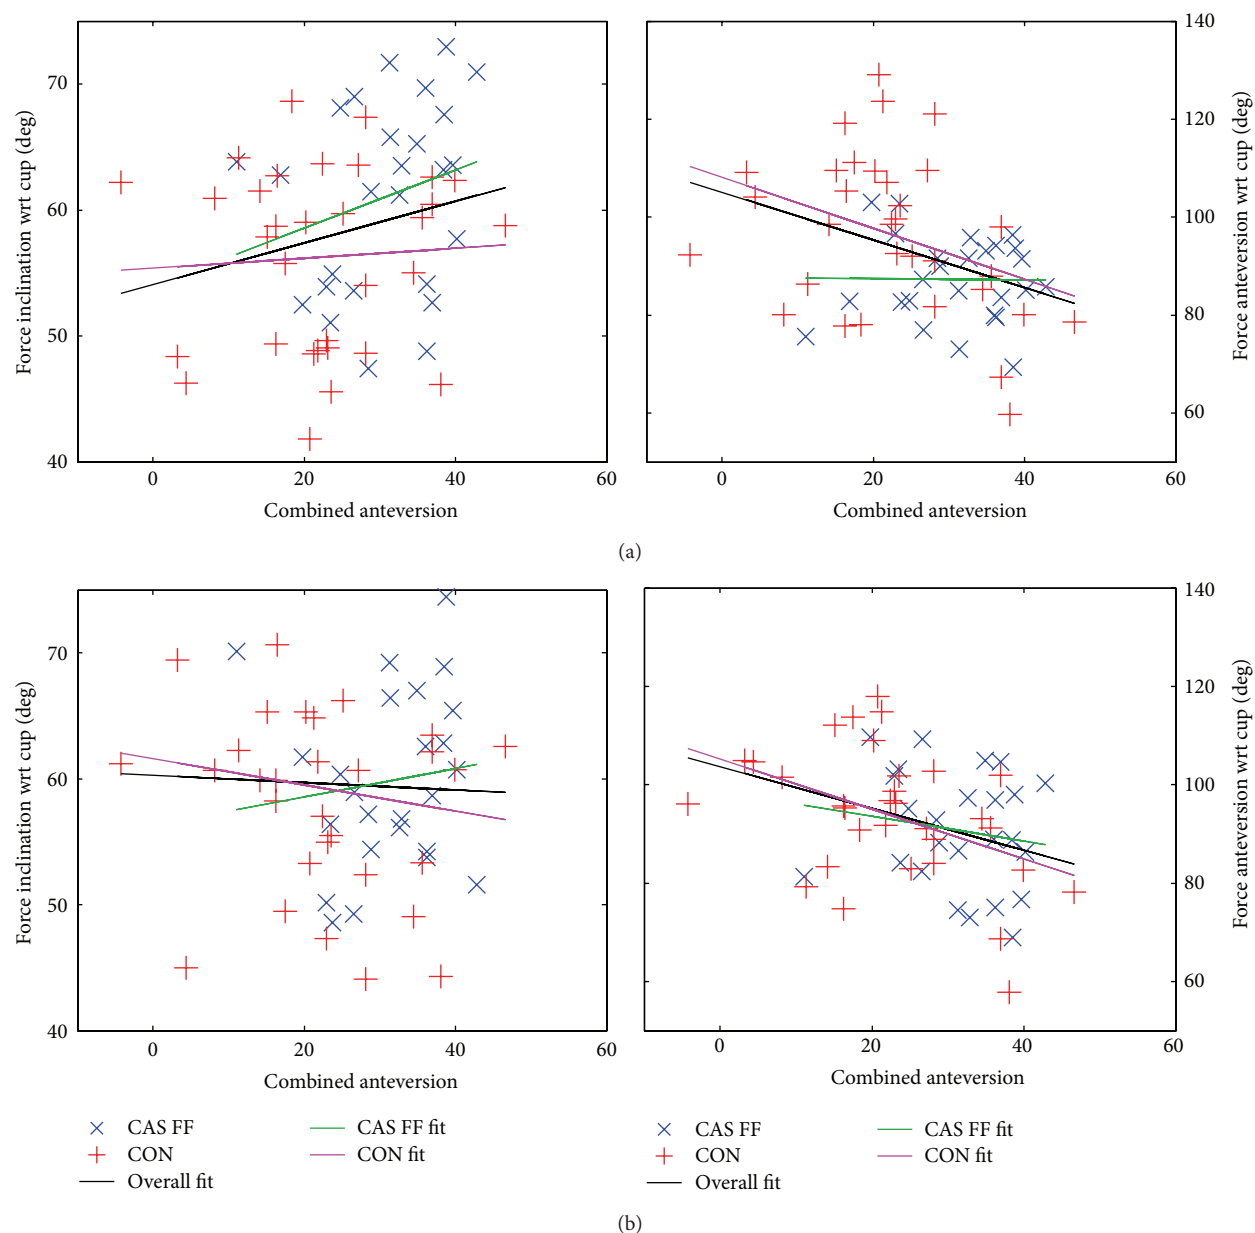 70
60
50
40
Force inclination wrt cup (deg)
0 20 40 60
Combined anteversion
140
120
100
80
60
Force anteversion wrt cup (deg)
0 20 40 60
Combined anteversion
(a)
70
60
50
40
Force inclination wrt cup (deg)
0 20 40 60
Combined anteversion
CAS FF
CON
Overall fit
CAS FF fit
CON fit
140
120
100
80
60
Force anteversion wrt cup (deg)
0 20 40 60
Combined anteversion
CAS FF
CON
Overall fit
CAS FF fit
CON fit
(b)